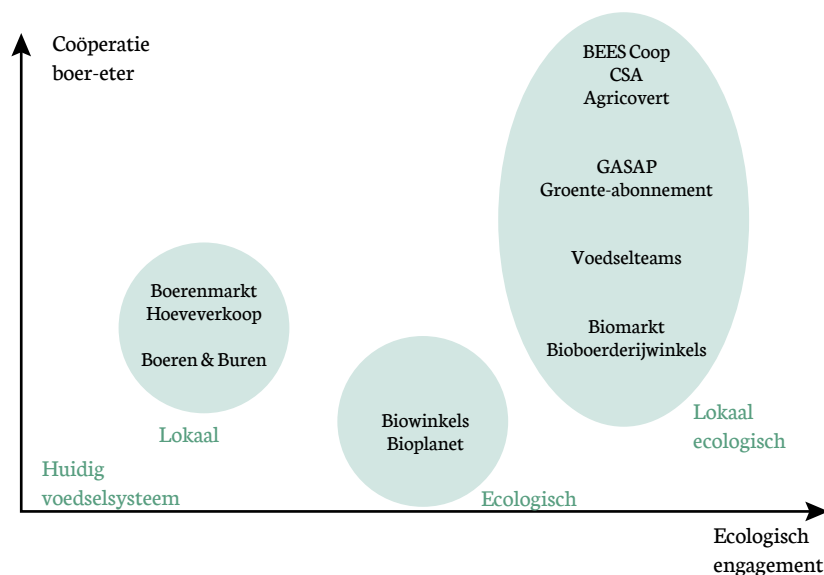 Coöperatie
boer-eter
BEES Coop
CSA
Agricovert
GASAP
Groente-abonnement
Voedselteams
Biomarkt
Bioboerderijwinkels
Boerenmarkt
Hoeveverkoop
Boeren & Buren
Lokaal
Biowinkels
Bioplanet
Lokaal
ecologisch
Huidig
voedselsysteem
Ecologisch
Ecologisch
engagement